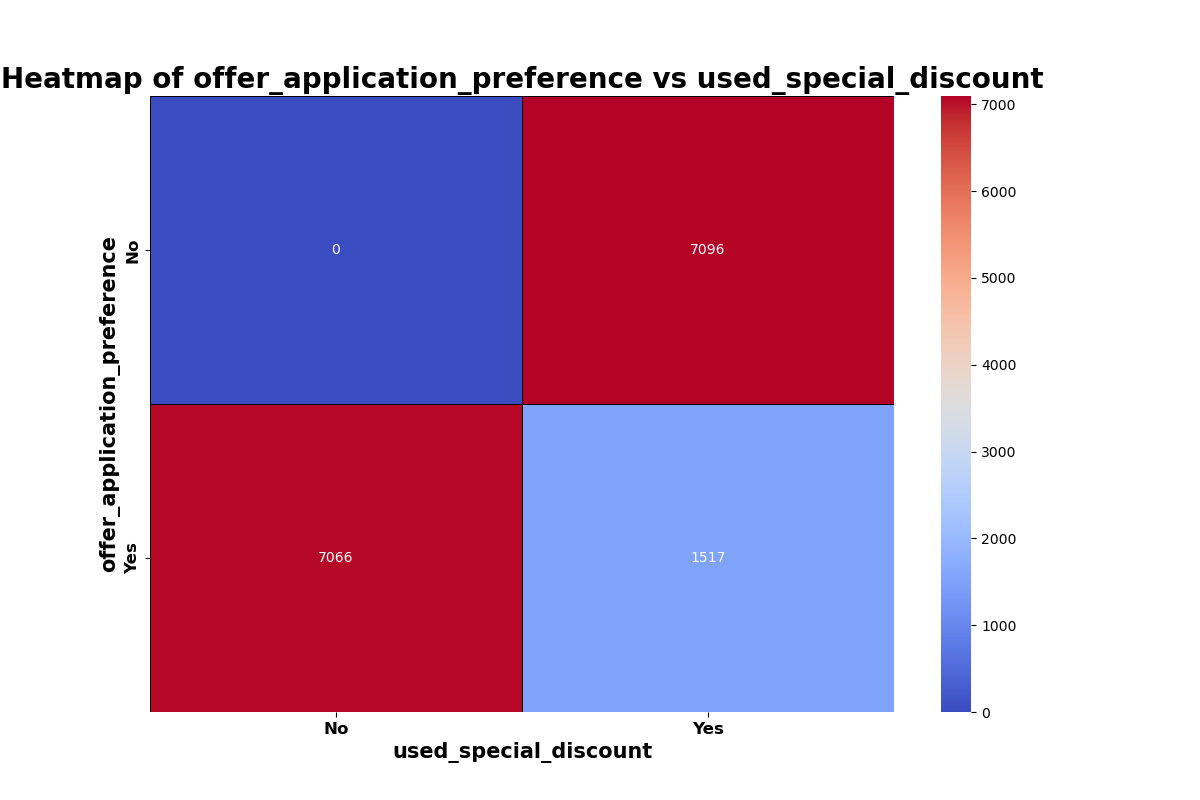 Heatmap of offer_application_preference vs used_special_discount
offer_application_preference
No
Yes
0
7096
7066
1517
No
Yes
used_special_discount
7000
6000
5000
4000
3000
2000
1000
0